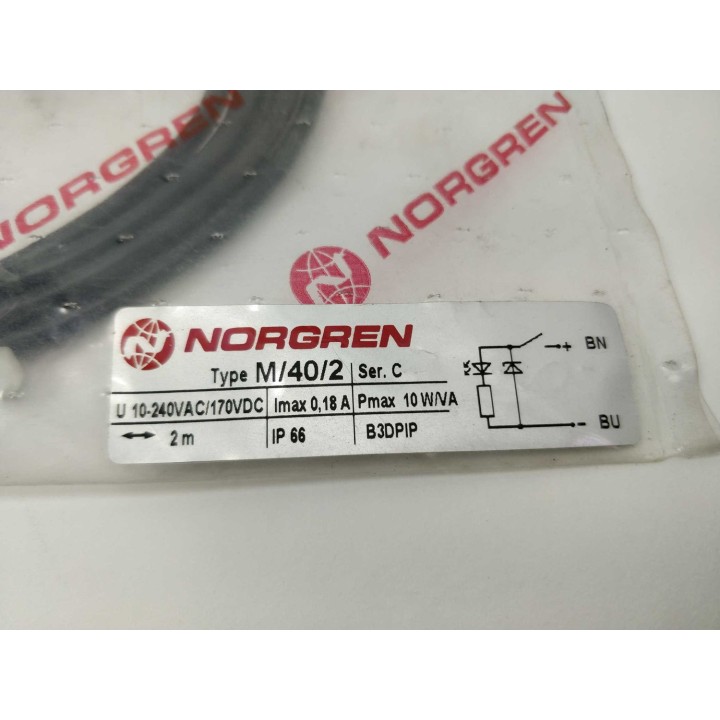 NORGREN
NORGREN
NORGREN
Type M/40/2 Ser. C
U 10-240VAC/170VDC Imax 0,18 A Pmax 10 W/VA
2 m IP 66 B3DPIP
+ BN
- BU